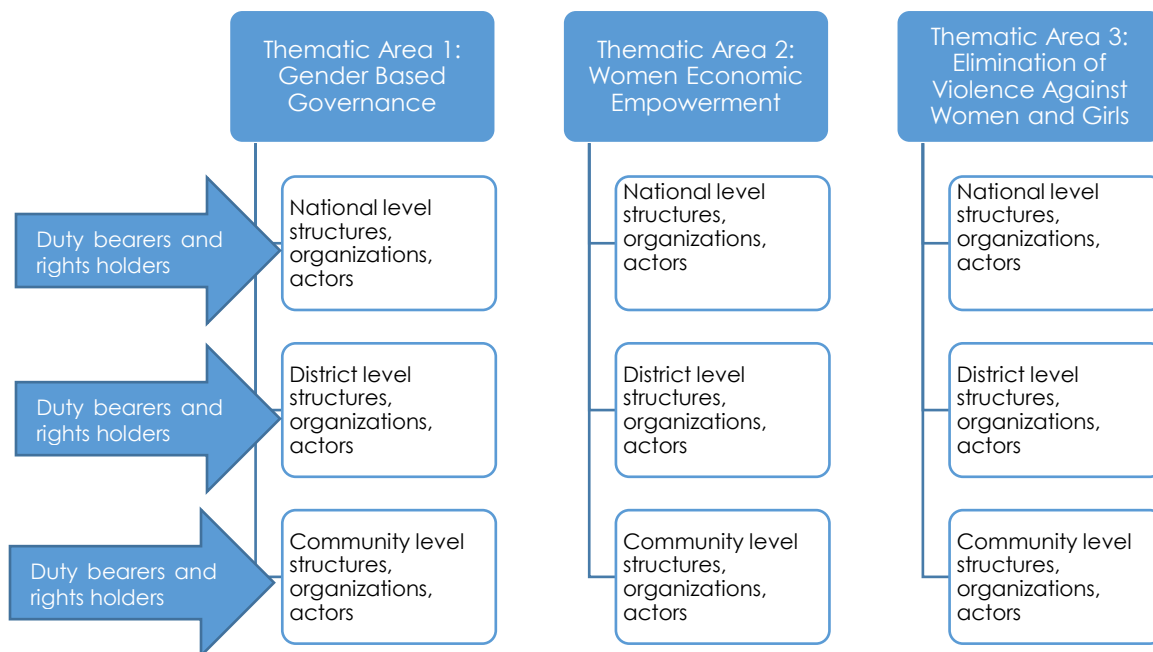 Thematic Area 1:
Gender Based
Governance
Thematic Area 2:
Women Economic
Empowerment
Thematic Area 3:
Elimination of
Violence Against
Women and Girls
Duty bearers and
rights holders
National level
structures,
organizations,
actors
National level
structures,
organizations,
actors
National level
structures,
organizations,
actors
Duty bearers and
rights holders
District level
structures,
organizations,
actors
District level
structures,
organizations,
actors
District level
structures,
organizations,
actors
Duty bearers and
rights holders
Community level
structures,
organizations,
actors
Community level
structures,
organizations,
actors
Community level
structures,
organizations,
actors